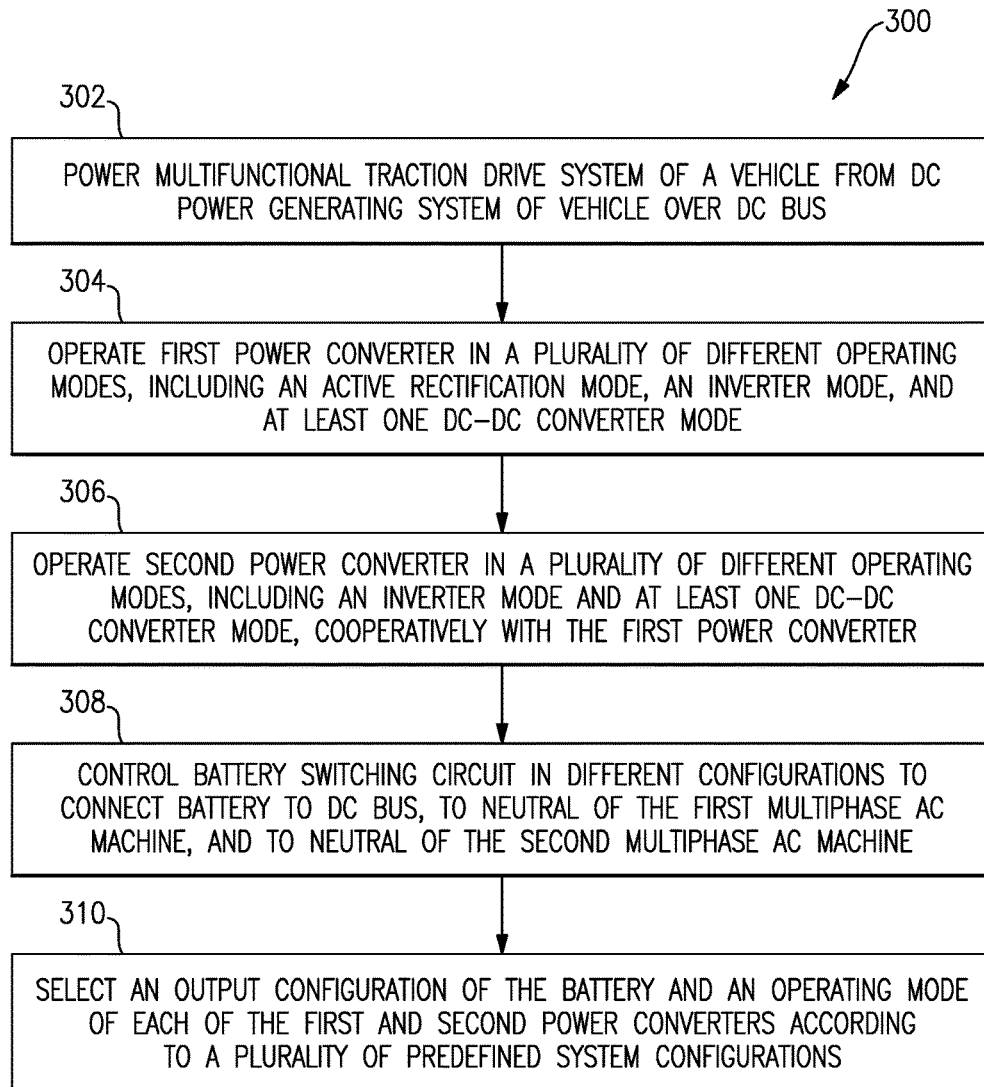 300
302
POWER MULTIFUNCTIONAL TRACTION DRIVE SYSTEM OF A VEHICLE FROM DC
POWER GENERATING SYSTEM OF VEHICLE OVER DC BUS
304
OPERATE FIRST POWER CONVERTER IN A PLURALITY OF DIFFERENT OPERATING
MODES, INCLUDING AN ACTIVE RECTIFICATION MODE, AN INVERTER MODE, AND
AT LEAST ONE DC-DC CONVERTER MODE
306
OPERATE SECOND POWER CONVERTER IN A PLURALITY OF DIFFERENT OPERATING
MODES, INCLUDING AN INVERTER MODE AND AT LEAST ONE DC-DC
CONVERTER MODE, COOPERATIVELY WITH THE FIRST POWER CONVERTER
308
CONTROL BATTERY SWITCHING CIRCUIT IN DIFFERENT CONFIGURATIONS TO
CONNECT BATTERY TO DC BUS, TO NEUTRAL OF THE FIRST MULTIPHASE AC
MACHINE, AND TO NEUTRAL OF THE SECOND MULTIPHASE AC MACHINE
310
SELECT AN OUTPUT CONFIGURATION OF THE BATTERY AND AN OPERATING MODE
OF EACH OF THE FIRST AND SECOND POWER CONVERTERS ACCORDING
TO A PLURALITY OF PREDEFINED SYSTEM CONFIGURATIONS